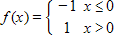 f(x) = { −1 x ≤ 0
1 x > 0